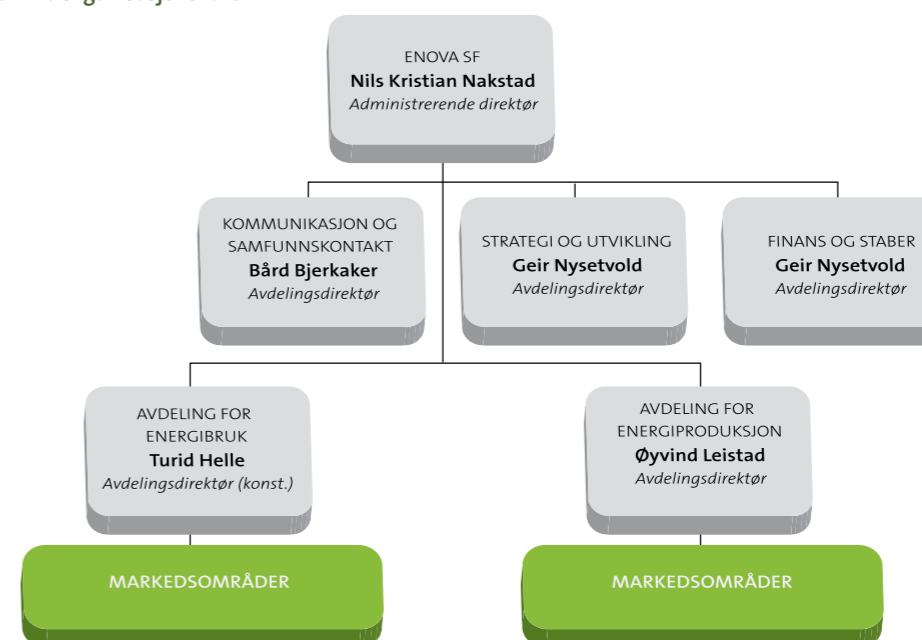 ENOVA SF
Nils Kristian Nakstad
Administrerende direktør
KOMMUNIKASJON OG
SAMFUNNSKONTAKT
Bård Bjerkaker
Avdelingsdirektør
STRATEGI OG UTVIKLING
Geir Nysetvold
Avdelingsdirektør
FINANS OG STABER
Geir Nysetvold
Avdelingsdirektør
AVDELING FOR
ENERGIBRUK
Turid Helle
Avdelingsdirektør (konst.)
AVDELING FOR
ENERGIPRODUKSJON
Øyvind Leistad
Avdelingsdirektør
MARKEDSOMRÅDER
MARKEDSOMRÅDER